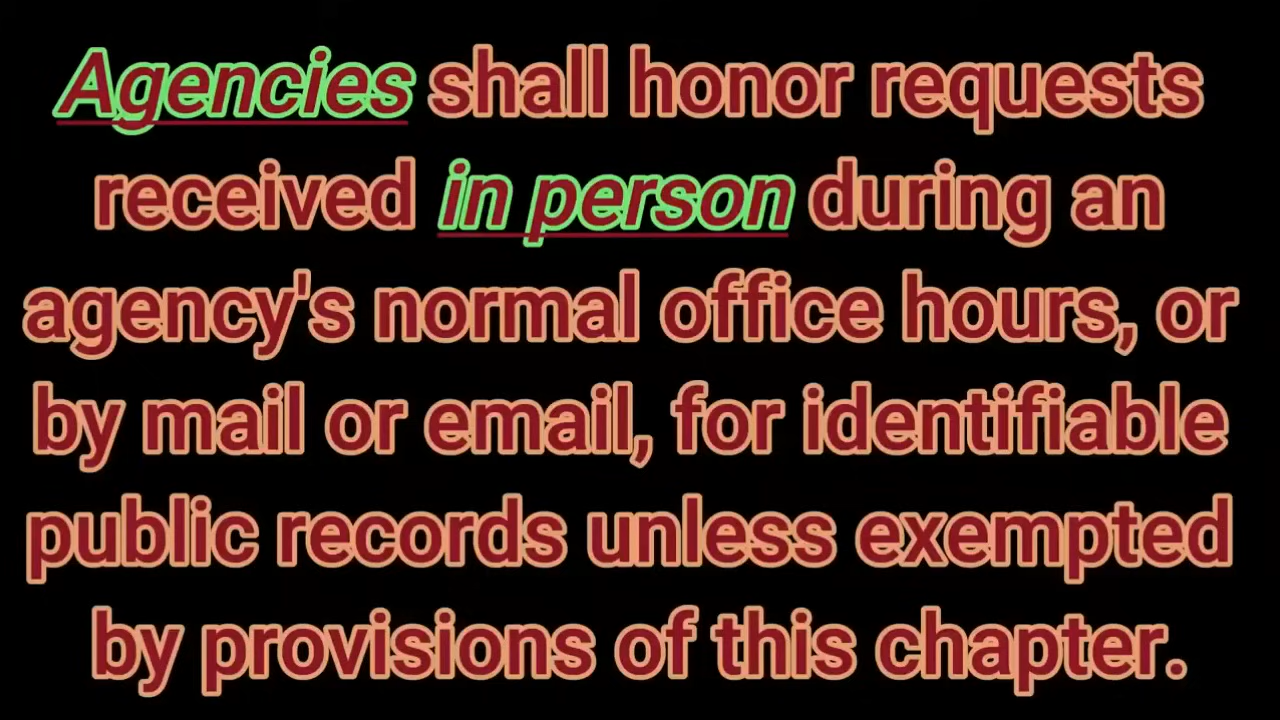 Agencies shall honor requests
received in person during an
agency's normal office hours, or
by mail or email, for identifiable
public records unless exempted
by provisions of this chapter.